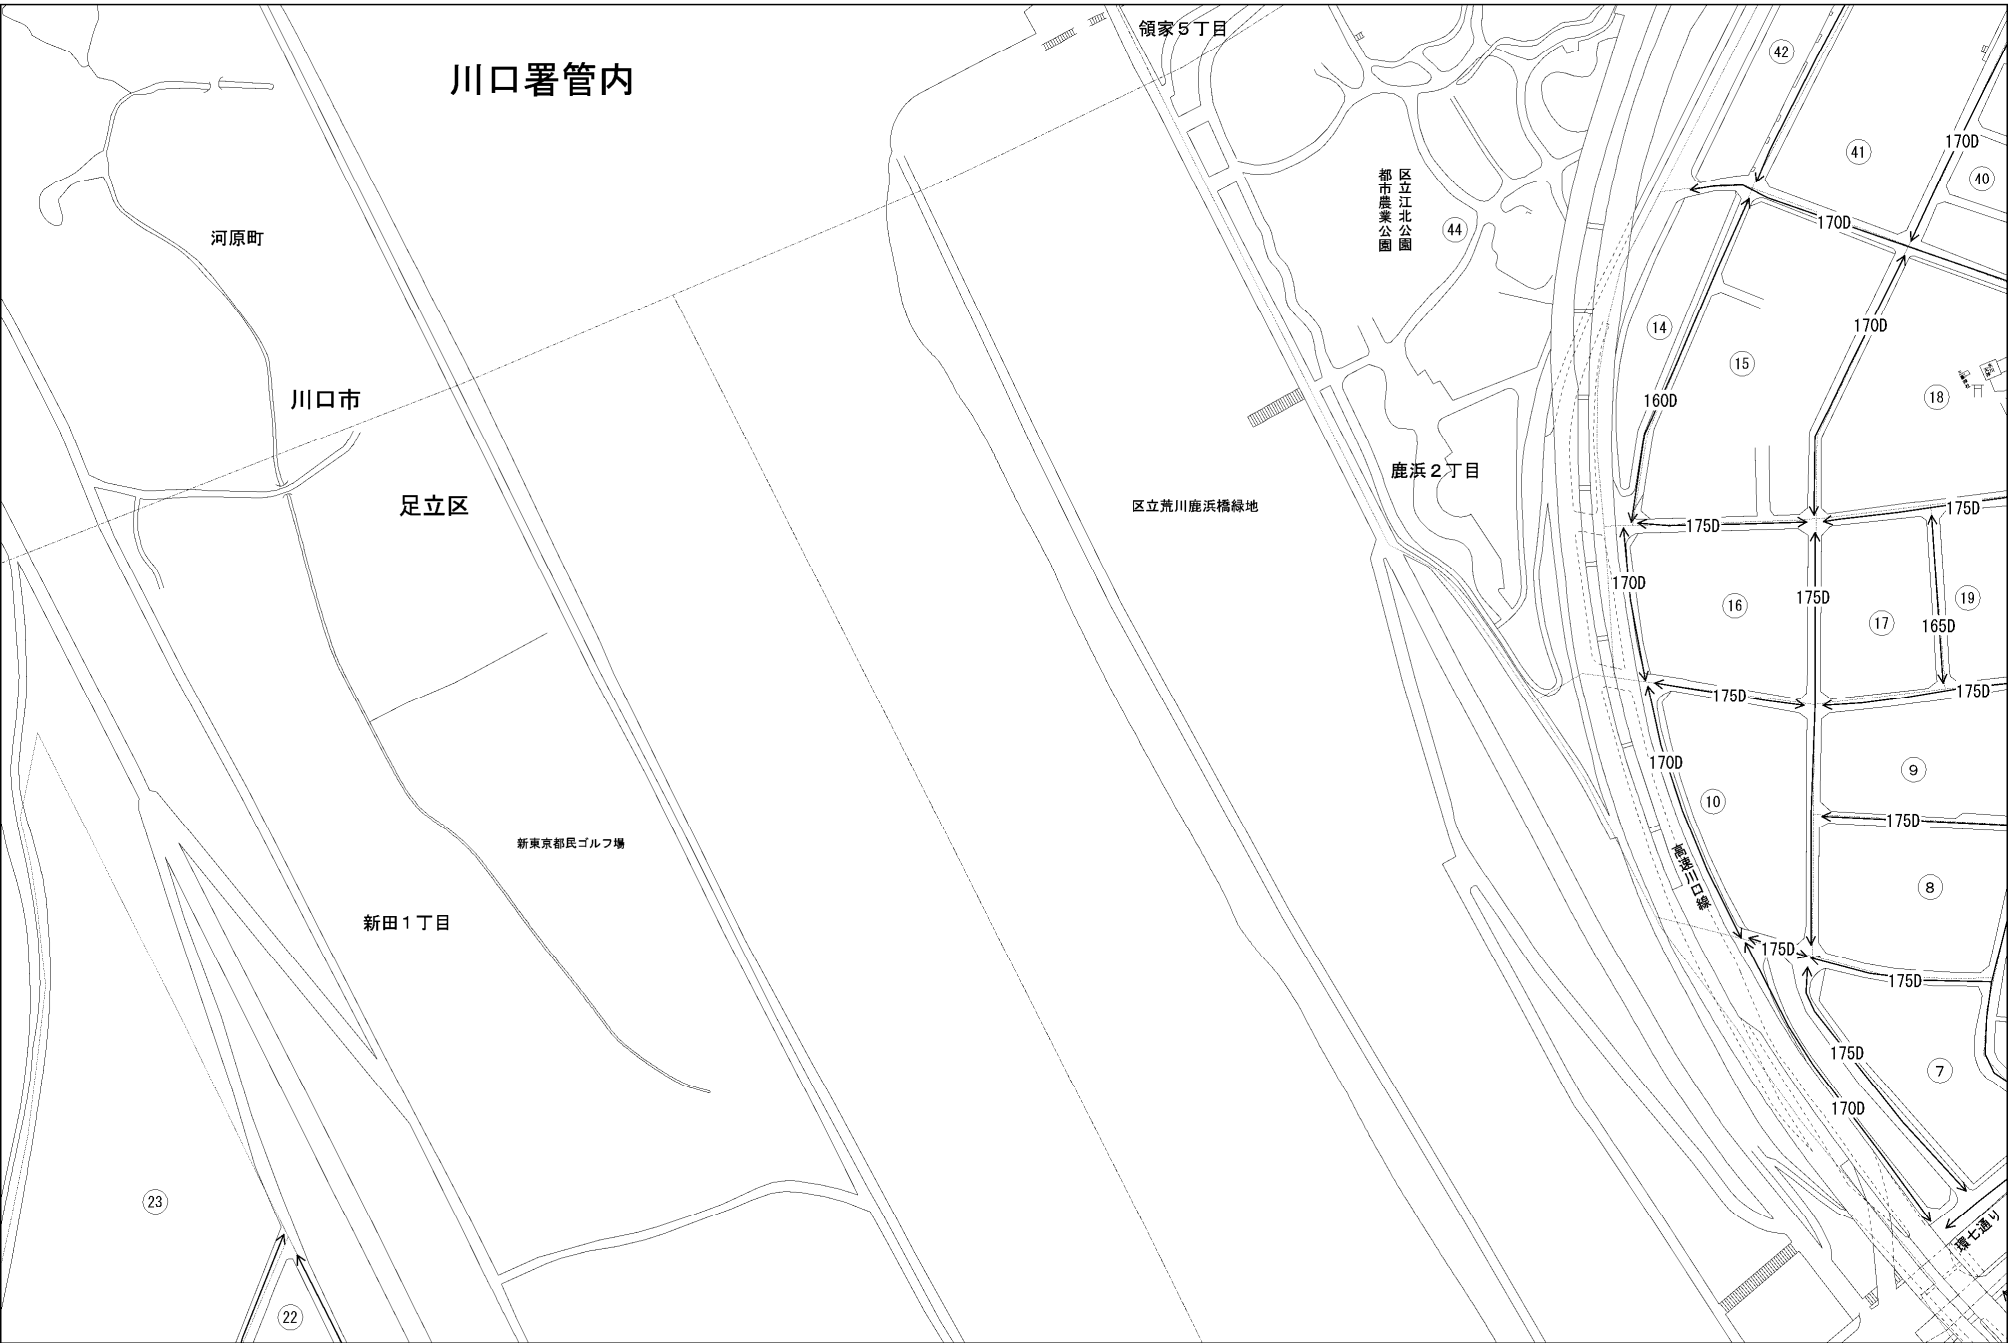 領家５丁目
川口署管内
42
41
170D
40
区立江北公園
都市農業公園
44
170D
河原町
14
170D
15
18
川口市
160D
鹿浜２丁目
足立区
区立荒川鹿浜橋緑地
175D
175D
170D
16
175D
17
19
165D
175D
175D
170D
9
10
175D
新東京都民ゴルフ場
高速川口線
8
新田１丁目
175D
175D
175D
7
170D
23
環七通り
22